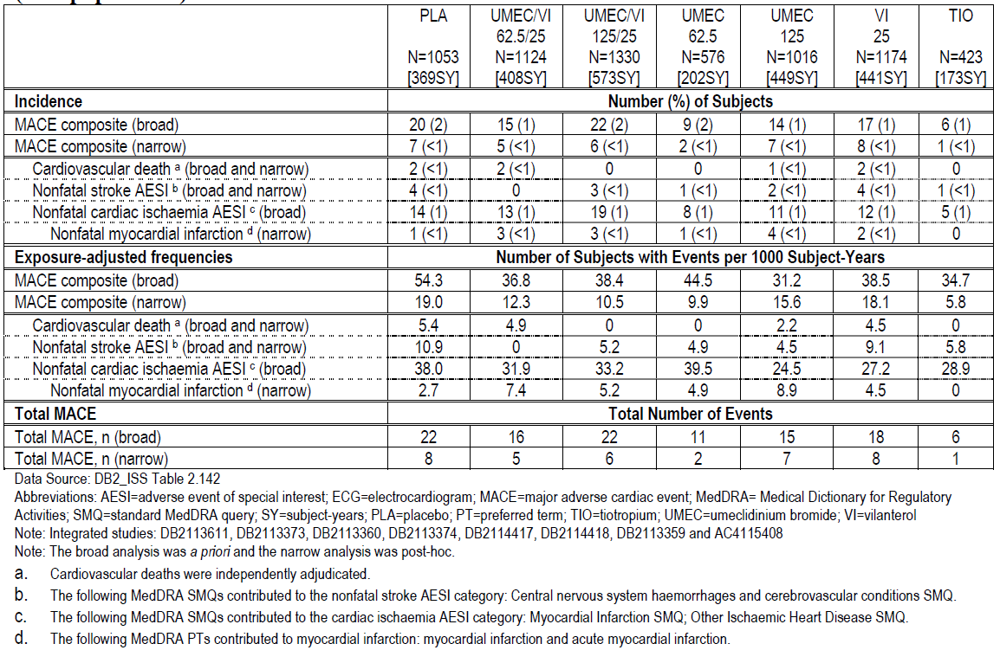 PLA UMEC/VI UMEC/VI UMEC UMEC VI TIO
62.5/25 125/25 62.5 125 25
N=1053 N=1124 N=1330 N=576 N=1016 N=1174 N=423
[369SY] [408SY] [573SY] [202SY] [449SY] [441SY] [173SY]
Incidence Number (%) of Subjects
MACE composite (broad) 20 (2) 15 (1) 22 (2) 9 (2) 14 (1) 17 (1) 6 (1)
MACE composite (narrow) 7 (<1) 5 (<1) 6 (<1) 2 (<1) 7 (<1) 8 (<1) 1 (<1)
Cardiovascular death a (broad and narrow) 2 (<1) 2 (<1) 0 0 1 (<1) 2 (<1) 0
Nonfatal stroke AESI b (broad and narrow) 4 (<1) 0 3 (<1) 1 (<1) 2 (<1) 4 (<1) 1 (<1)
Nonfatal cardiac ischaemia AESI c (broad) 14 (1) 13 (1) 19 (1) 8 (1) 11 (1) 12 (1) 5 (1)
Nonfatal myocardial infarction d (narrow) 1 (<1) 3 (<1) 3 (<1) 1 (<1) 4 (<1) 2 (<1) 0
Exposure-adjusted frequencies Number of Subjects with Events per 1000 Subject-Years
MACE composite (broad) 54.3 36.8 38.4 44.5 31.2 38.5 34.7
MACE composite (narrow) 19.0 12.3 10.5 9.9 15.6 18.1 5.8
Cardiovascular death a (broad and narrow) 5.4 4.9 0 0 2.2 4.5 0
Nonfatal stroke AESI b (broad and narrow) 10.9 0 5.2 4.9 4.5 9.1 5.8
Nonfatal cardiac ischaemia AESI c (broad) 38.0 31.9 33.2 39.5 24.5 27.2 28.9
Nonfatal myocardial infarction d (narrow) 2.7 7.4 5.2 4.9 8.9 4.5 0
Total MACE Total Number of Events
Total MACE, n (broad) 22 16 22 11 15 18 6
Total MACE, n (narrow) 8 5 6 2 7 8 1
Data Source: DB2_ISS Table 2.142
Abbreviations: AESI=adverse event of special interest; ECG=electrocardiogram; MACE=major adverse cardiac event; MedDRA= Medical Dictionary for Regulatory
Activities; SMQ=standard MedDRA query; SY=subject-years; PLA=placebo; PT=preferred term; TIO=tiotropium; UMEC=umeclidinium bromide; VI=vilanterol
Note: Integrated studies: DB2113611, DB2113373, DB2113360, DB2113374, DB2114417, DB2114418, DB2113359 and AC4115408
Note: The broad analysis was a priori and the narrow analysis was post-hoc.
a. Cardiovascular deaths were independently adjudicated.
b. The following MedDRA SMQs contributed to the nonfatal stroke AESI category: Central nervous system haemorrhages and cerebrovascular conditions SMQ.
c. The following MedDRA SMQs contributed to the cardiac ischaemia AESI category: Myocardial Infarction SMQ; Other Ischaemic Heart Disease SMQ.
d. The following MedDRA PTs contributed to myocardial infarction: myocardial infarction and acute myocardial infarction.